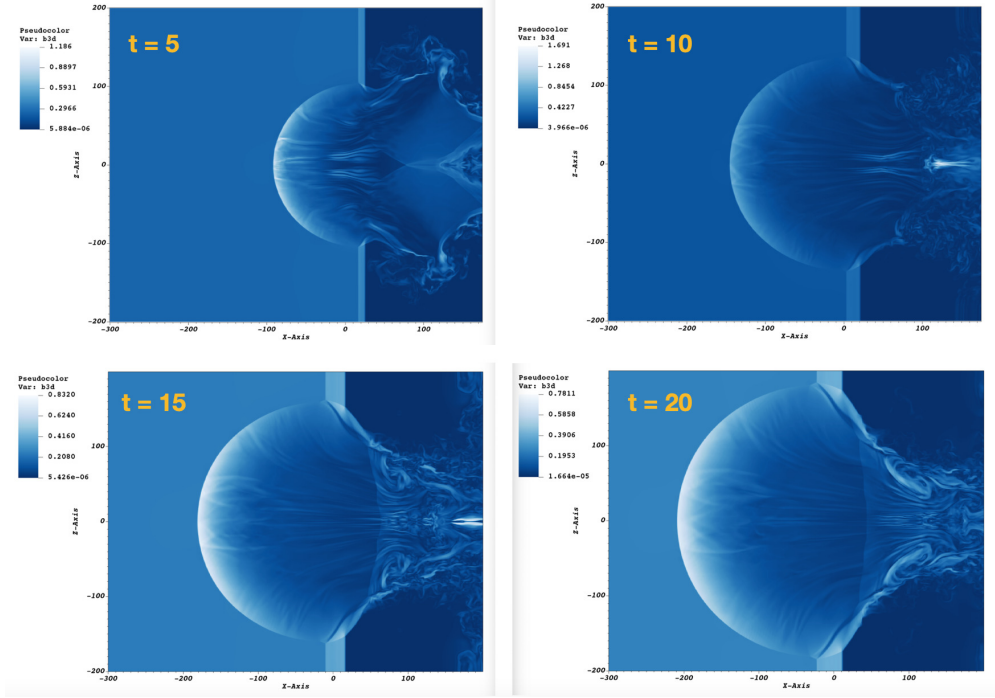 Pseudocolor
Var: b3d
1.186
0.8897
0.5931
0.2966
5.884e-06
t = 5
200
100
0
-100
-200
Z-Axis
-300
-200
-100
0
100
X-Axis
Pseudocolor
Var: b3d
1.691
1.268
0.8454
0.4227
3.966e-06
t = 10
200
100
0
-100
-200
Z-Axis
-300
-200
-100
0
100
X-Axis
Pseudocolor
Var: b3d
0.8320
0.6240
0.4160
0.2080
5.426e-06
t = 15
100
0
-100
-200
Z-Axis
-300
-200
-100
0
100
X-Axis
Pseudocolor
Var: b3d
0.7811
0.5858
0.3906
0.1953
1.664e-05
t = 20
100
0
-100
-200
Z-Axis
-300
-200
-100
0
100
X-Axis